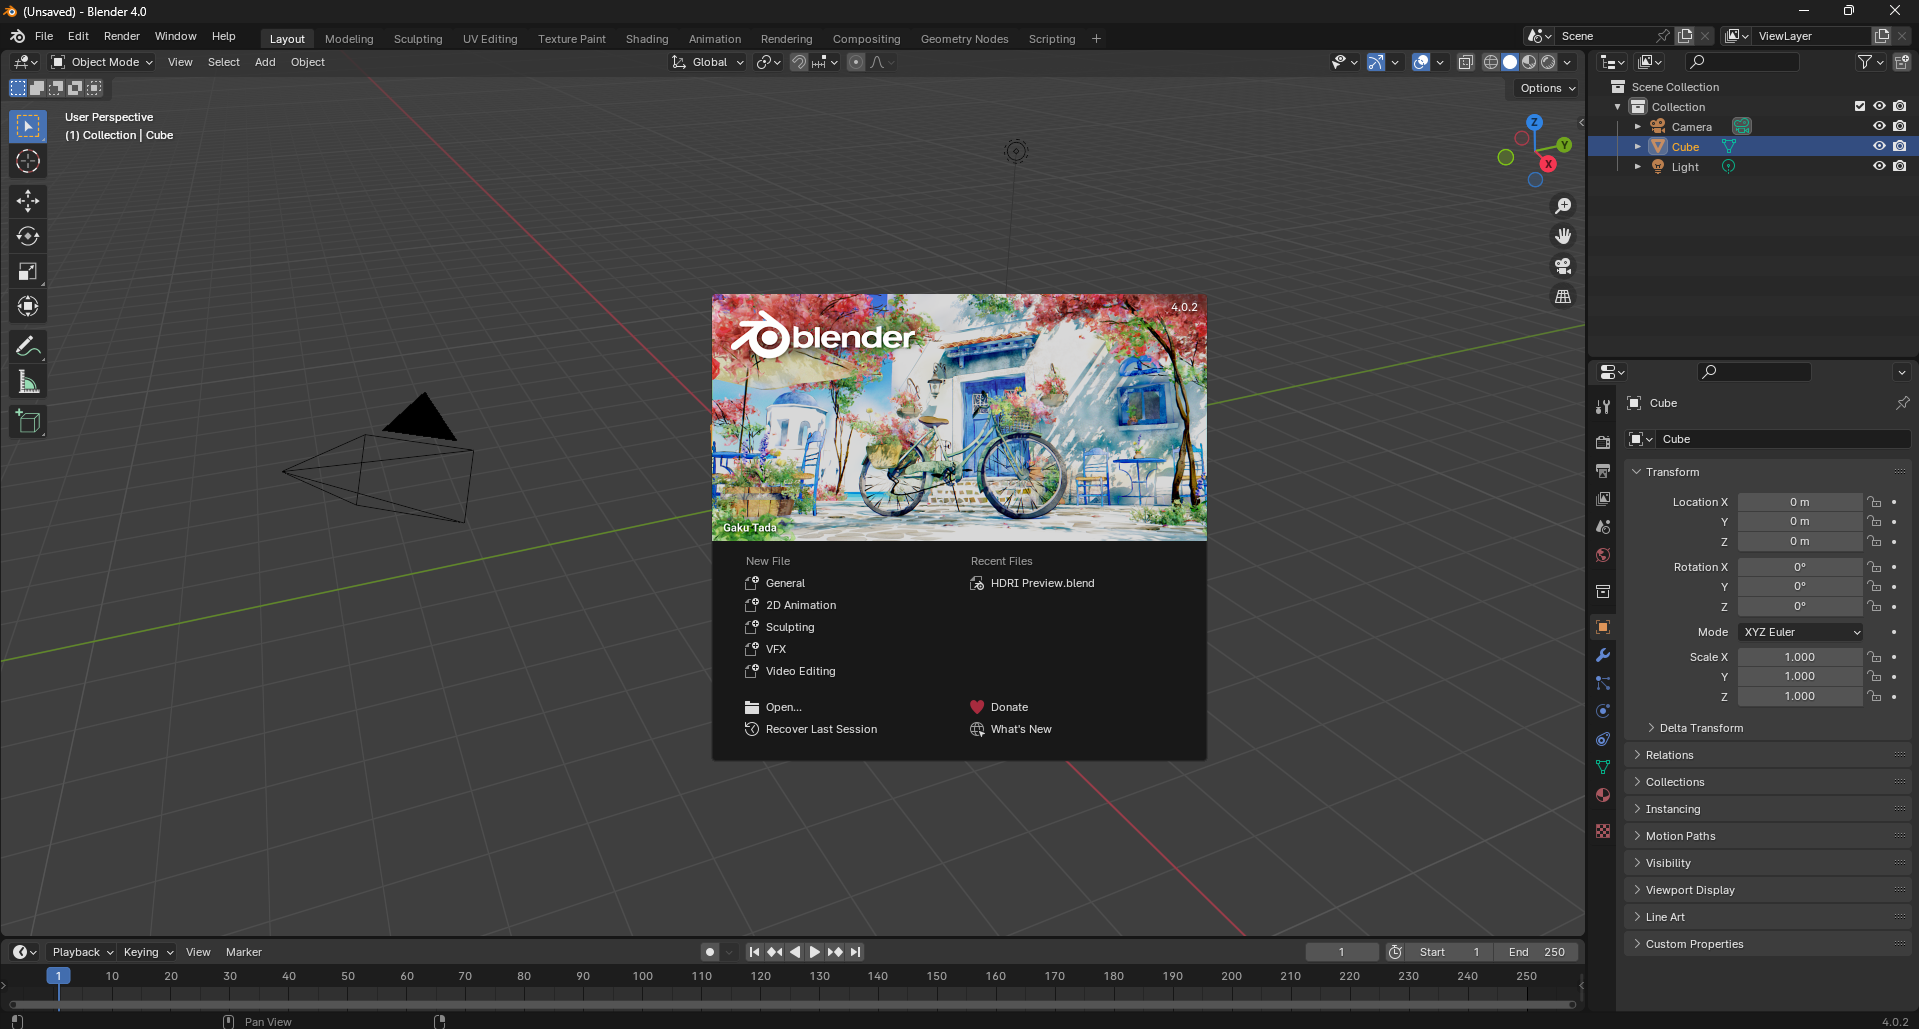 (Unsaved) - Blender 4.0
File Edit Render Window Help Layout Modeling Sculpting UV Editing Texture Paint Shading Animation Rendering Compositing Geometry Nodes Scripting + Scene ViewLayer
Object Mode View Select Add Object Global
Options
User Perspective
(1) Collection | Cube
Z
Y
X
Scene Collection
Collection
Camera
Cube
Light
4.0.2
blender
Gaku Tada
New File
General
2D Animation
Sculpting
VFX
Video Editing
Open...
Recover Last Session
Recent Files
HDRI Preview.blend
Donate
What's New
Cube
Cube
Transform
Location X 0 m
Y 0 m
Z 0 m
Rotation X 0°
Y 0°
Z 0°
Mode XYZ Euler
Scale X 1.000
Y 1.000
Z 1.000
Delta Transform
Relations
Collections
Instancing
Motion Paths
Visibility
Viewport Display
Line Art
Custom Properties
Playback Keying View Marker 1 Start 1 End 250
1 10 20 30 40 50 60 70 80 90 100 110 120 130 140 150 160 170 180 190 200 210 220 230 240 250
Pan View
4.0.2